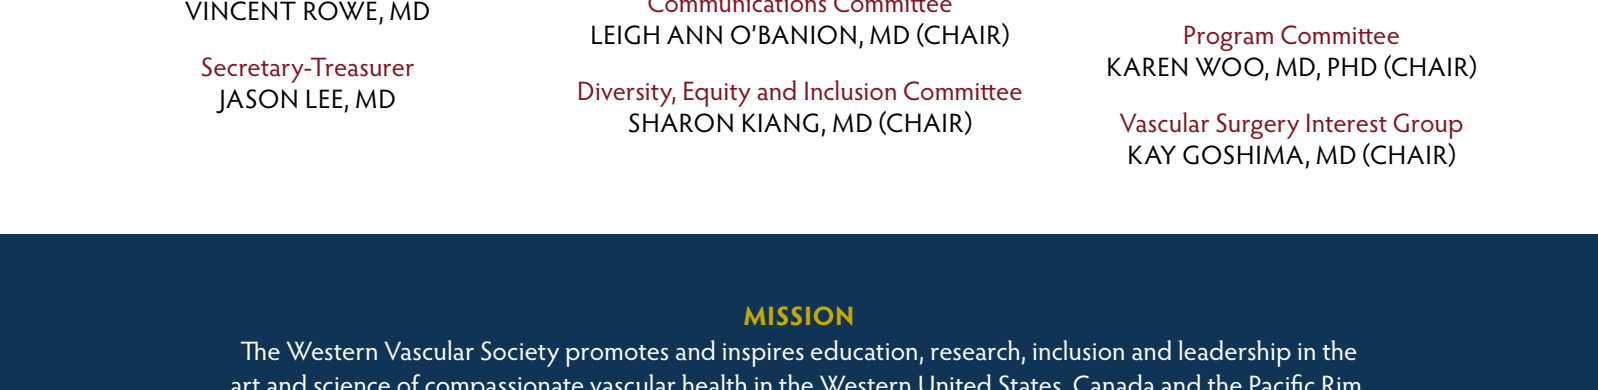 VINCENT ROWE, MD
Secretary-Treasurer
JASON LEE, MD
Communications Committee
LEIGH ANN O'BANION, MD (CHAIR)
Diversity, Equity and Inclusion Committee
SHARON KIANG, MD (CHAIR)
Program Committee
KAREN WOO, MD, PHD (CHAIR)
Vascular Surgery Interest Group
KAY GOSHIMA, MD (CHAIR)
MISSION
The Western Vascular Society promotes and inspires education, research, inclusion and leadership in the
art and science of compassionate vascular health in the Western United States, Canada and the Pacific Rim